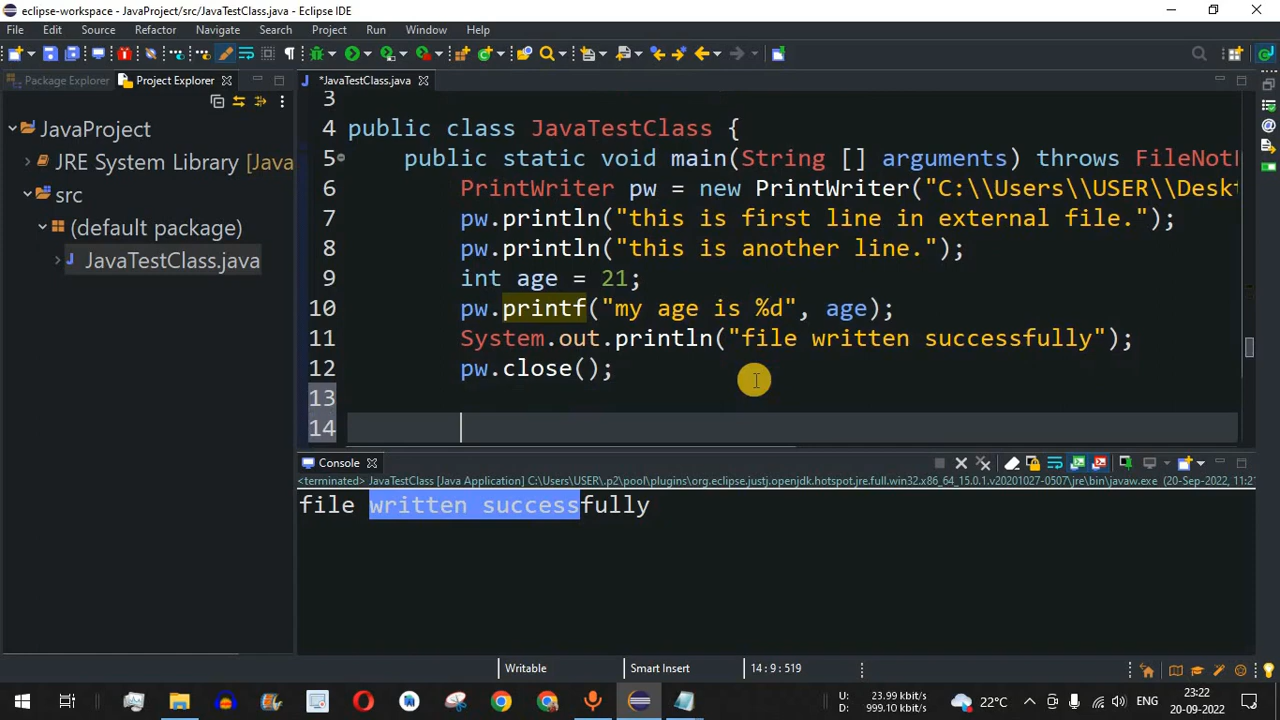 eclipse-workspace - JavaProject/src/JavaTestClass.java - Eclipse IDE
File Edit Source Refactor Navigate Search Project Run Window Help
Package Explorer Project Explorer *JavaTestClass.java
JavaProject
JRE System Library [Java
src
(default package)
JavaTestClass.java
3
4 public class JavaTestClass {
5 public static void main(String [] arguments) throws FileNot
6 PrintWriter pw = new PrintWriter("C:\\Users\\USER\\Deskt
7 pw.println("this is first line in external file.");
8 pw.println("this is another line.");
9 int age = 21;
10 pw.printf("my age is %d", age);
11 System.out.println("file written successfully");
12 pw.close();
13
14
Console
<terminated> JavaTestClass [Java Application] C:\Users\USER\.p2\pool\plugins\org.eclipse.justj.openjdk.hotspot.jre.full.win32.x86_64_15.0.1.v20201027-0507\jre\bin\javaw.exe (20-Sep-2022, 11:21
file written successfully
Writable Smart Insert 14 : 9 : 519
U: 23.99 kbit/s
D: 999.10 kbit/s
22°C
ENG
23:22
20-09-2022